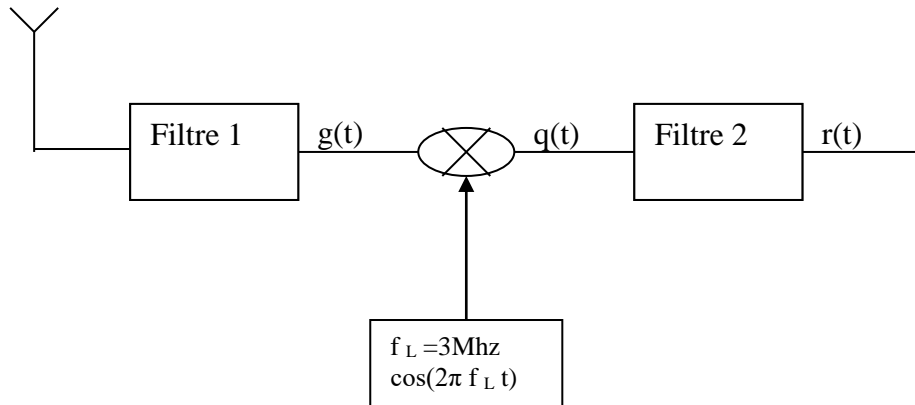 Filtre 1
g(t)
q(t)
Filtre 2
r(t)
f L =3Mhz
cos(2π f L t)